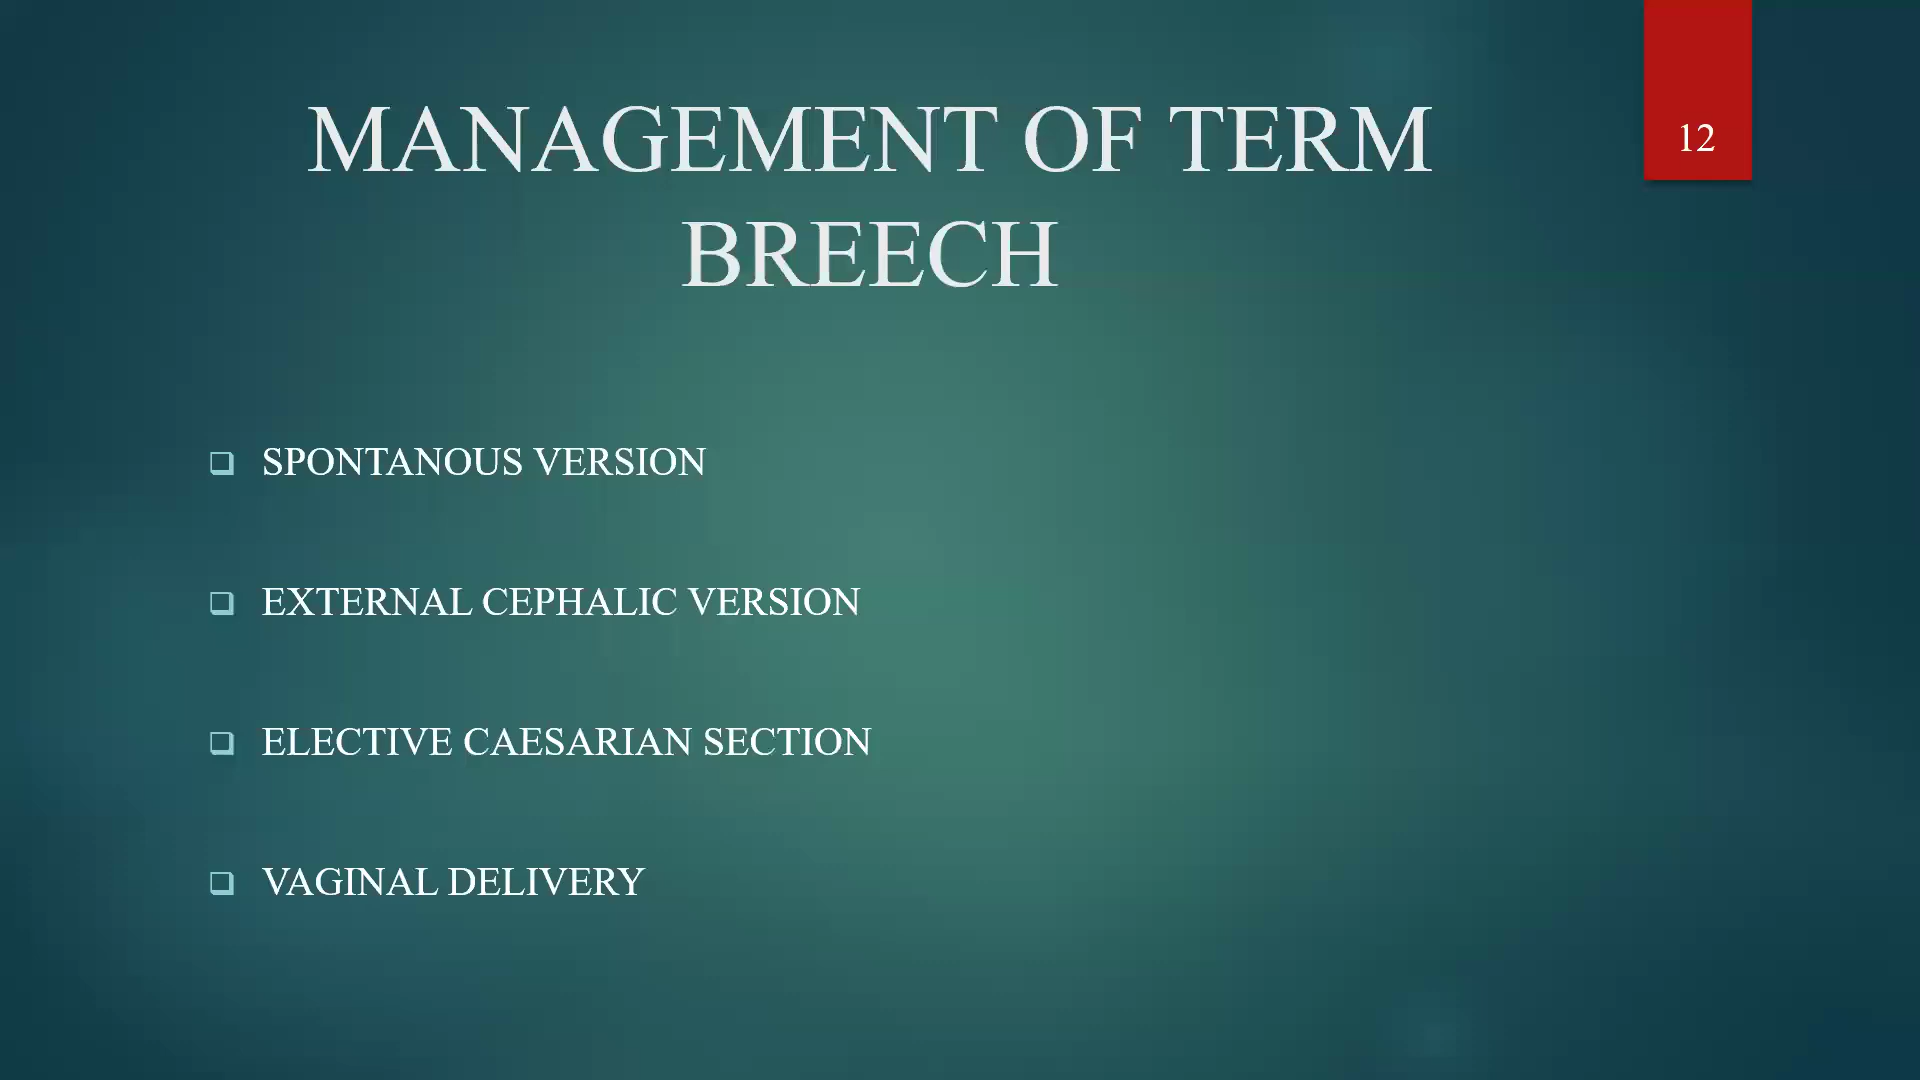 12
MANAGEMENT OF TERM
BREECH
SPONTANOUS VERSION
EXTERNAL CEPHALIC VERSION
ELECTIVE CAESARIAN SECTION
VAGINAL DELIVERY